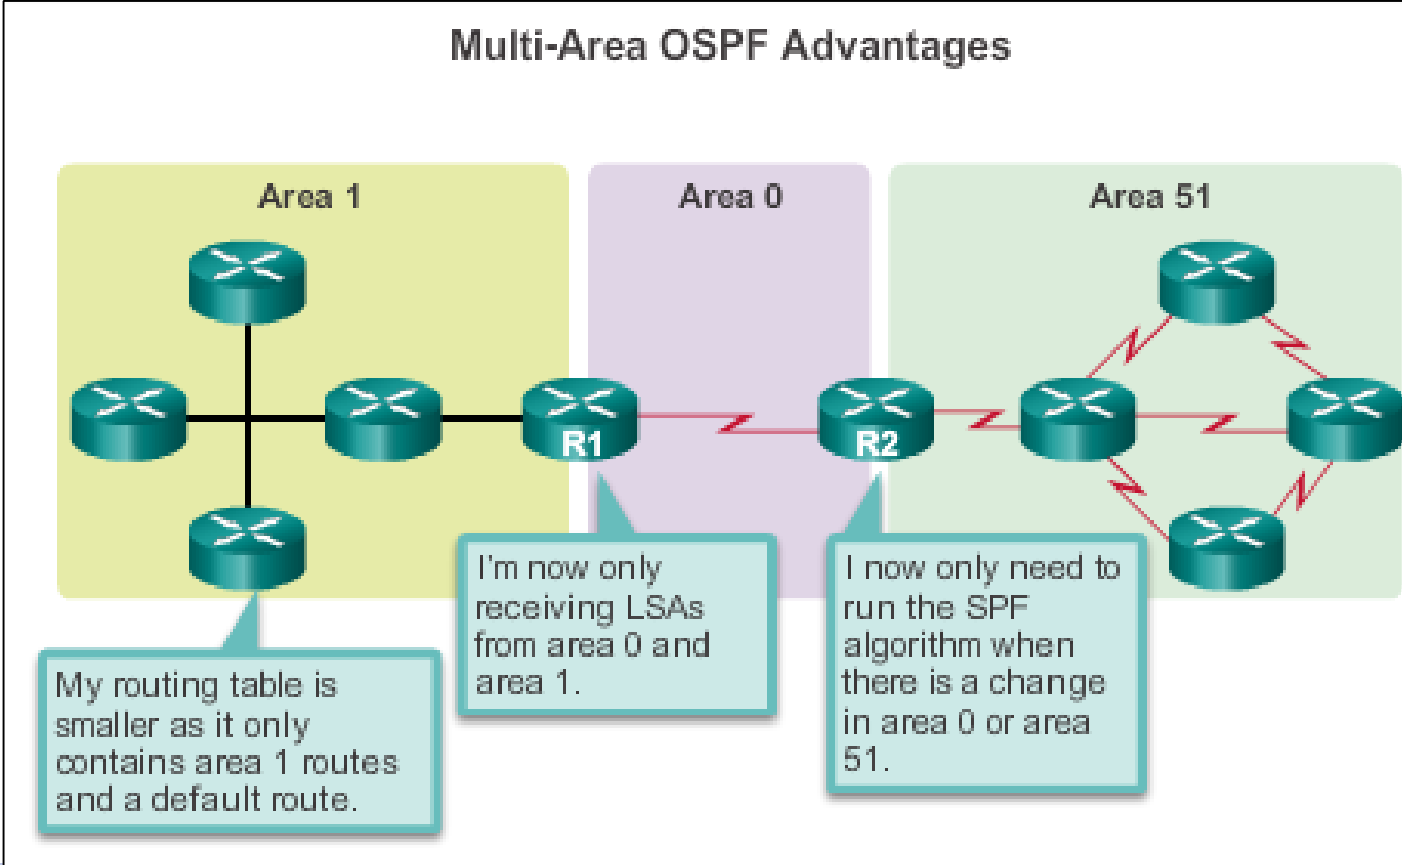 Multi-Area OSPF Advantages
Area 1
Area 0
Area 51
R1
R2
I'm now only
receiving LSAs
from area 0 and
area 1.
I now only need to
run the SPF
algorithm when
there is a change
in area 0 or area
51.
My routing table is
smaller as it only
contains area 1 routes
and a default route.